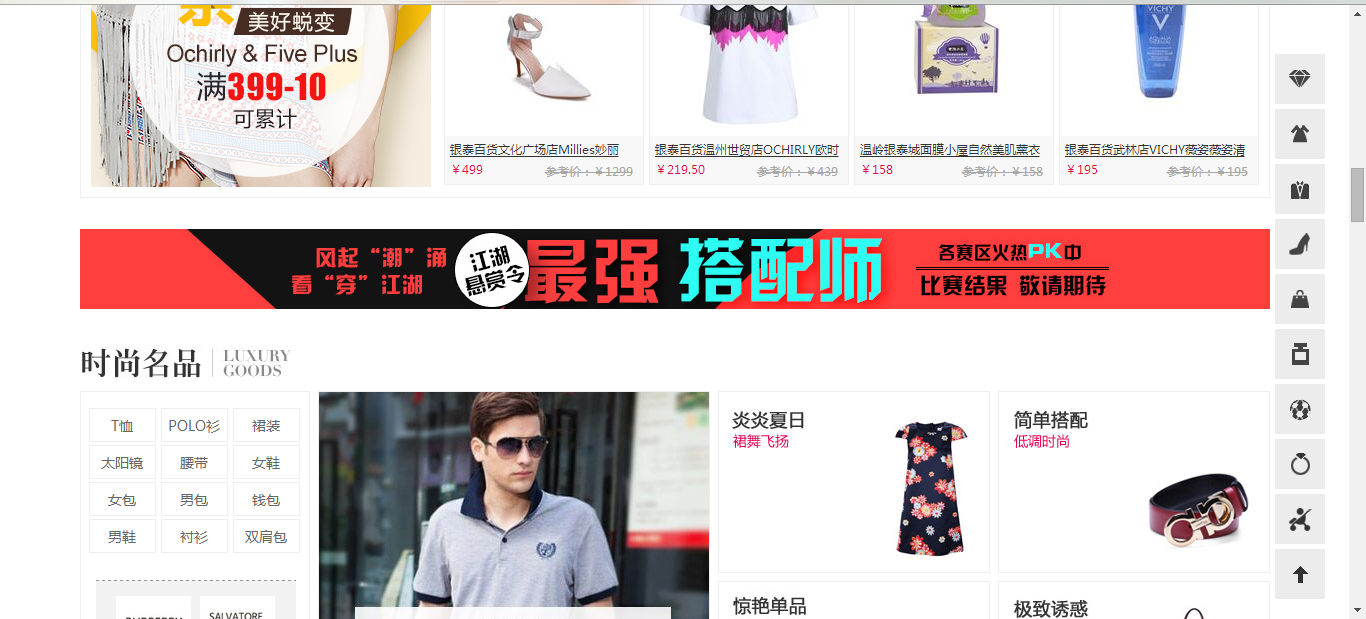 美好蜕变
Ochirly & Five Plus
满399-10
可累计
银泰百货文化广场店Millies妙丽
￥499 参考价：￥1299
银泰百货温州世贸店OCHIRLY欧时
￥219.50 参考价：￥439
温岭银泰城面膜小屋自然美肌薰衣
￥158 参考价：￥158
银泰百货武林店VICHY薇姿薇姿清
￥195 参考价：￥195
VICHY
AQUALIA
THERMAL
风起“潮”涌
看“穿”江湖
江湖
悬赏令
最强 搭配师
各赛区火热PK中
比赛结果 敬请期待
时尚名品
LUXURY
GOODS
T恤 POLO衫 裙装
太阳镜 腰带 女鞋
女包 男包 钱包
男鞋 衬衫 双肩包
BURBERRY
SALVATORE
炎炎夏日
裙舞飞扬
简单搭配
低调时尚
惊艳单品
极致诱惑